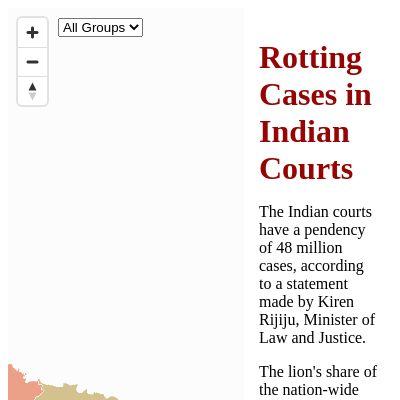 All Groups
Rotting
Cases in
Indian
Courts
The Indian courts
have a pendency
of 48 million
cases, according
to a statement
made by Kiren
Rijiju, Minister of
Law and Justice.
The lion's share of
the nation-wide